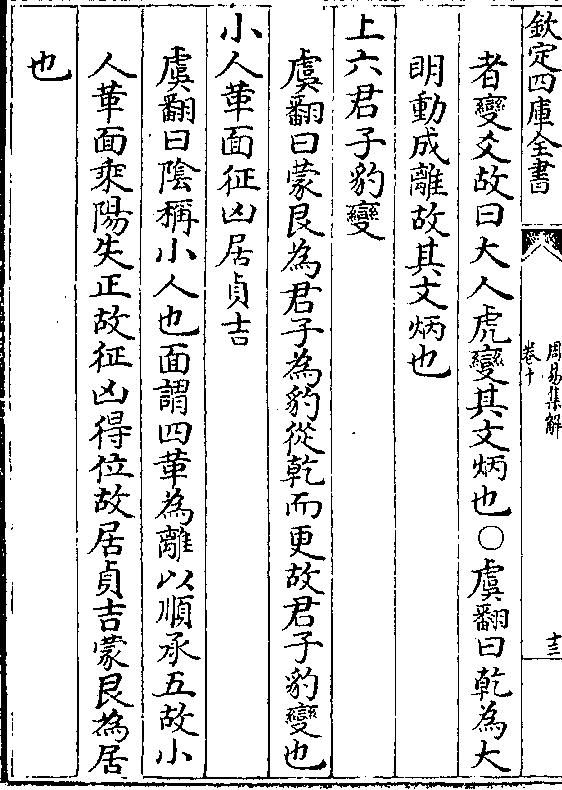 欽定四庫全書
周易集解
卷十
十三
者變爻故曰大人虎變其文炳也〇虞翻曰乾為大
明動成離故其文炳也
上六君子豹變
虞翻曰蒙艮為君子為豹從乾而更故君子豹變也
小人革面征凶居貞吉
虞翻曰陰稱小人也面謂四革為離以順承五故小
人革面乘陽失正故征凶得位故居貞吉蒙艮為居
也